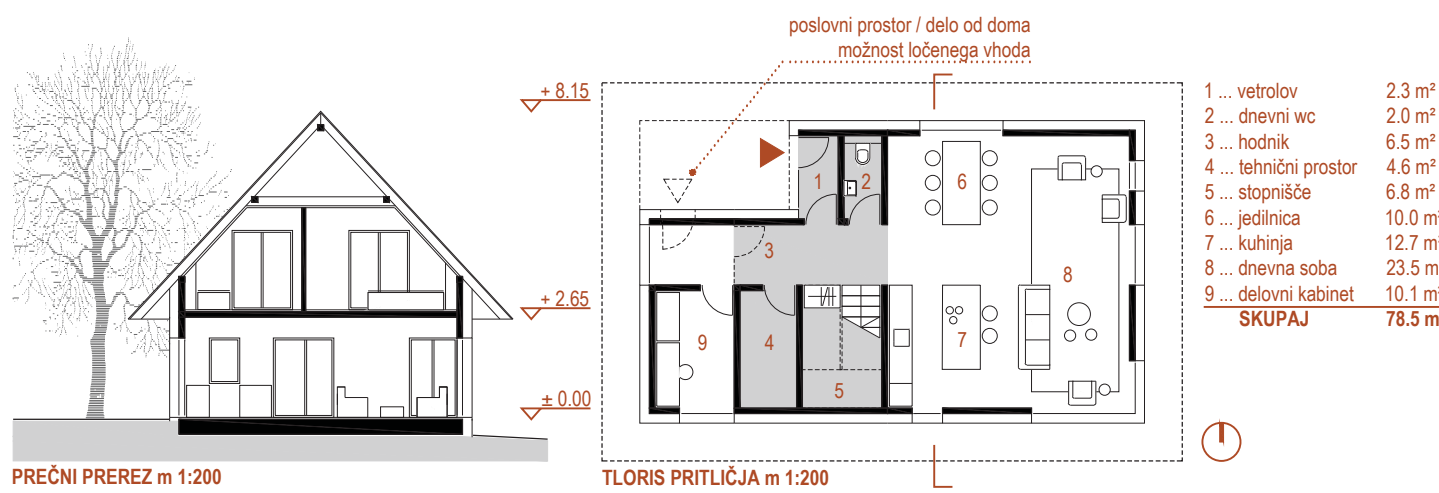 poslovni prostor / delo od doma
možnost ločenega vhoda
+ 8.15
+ 2.65
± 0.00
1
2
3
4
5
6
7
8
9
1 ... vetrolov 2.3 m²
2 ... dnevni wc 2.0 m²
3 ... hodnik 6.5 m²
4 ... tehnični prostor 4.6 m²
5 ... stopnišče 6.8 m²
6 ... jedilnica 10.0 m²
7 ... kuhinja 12.7 m²
8 ... dnevna soba 23.5 m²
9 ... delovni kabinet 10.1 m²
SKUPAJ 78.5 m
PREČNI PREREZ m 1:200
TLORIS PRITLIČJA m 1:200